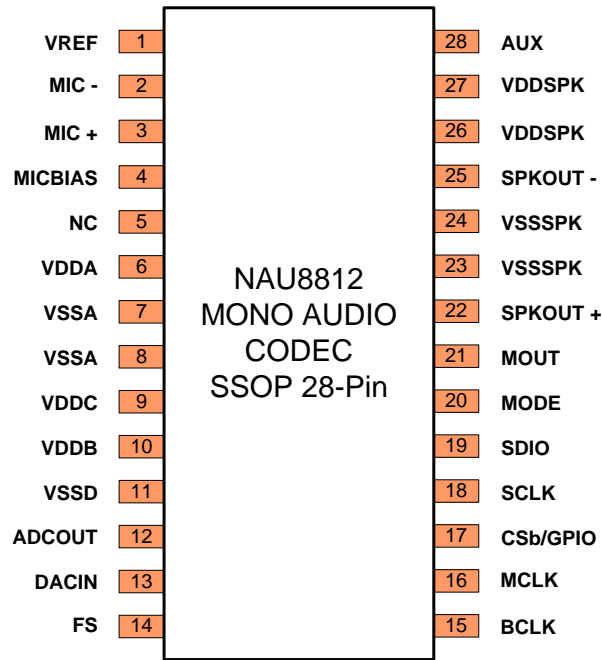 VREF 1
MIC - 2
MIC + 3
MICBIAS 4
NC 5
VDDA 6
VSSA 7
VSSA 8
VDDC 9
VDDB 10
VSSD 11
ADCOUT 12
DACIN 13
FS 14
NAU8812
MONO AUDIO
CODEC
SSOP 28-Pin
28 AUX
27 VDDSPK
26 VDDSPK
25 SPKOUT -
24 VSSSPK
23 VSSSPK
22 SPKOUT +
21 MOUT
20 MODE
19 SDIO
18 SCLK
17 CSb/GPIO
16 MCLK
15 BCLK